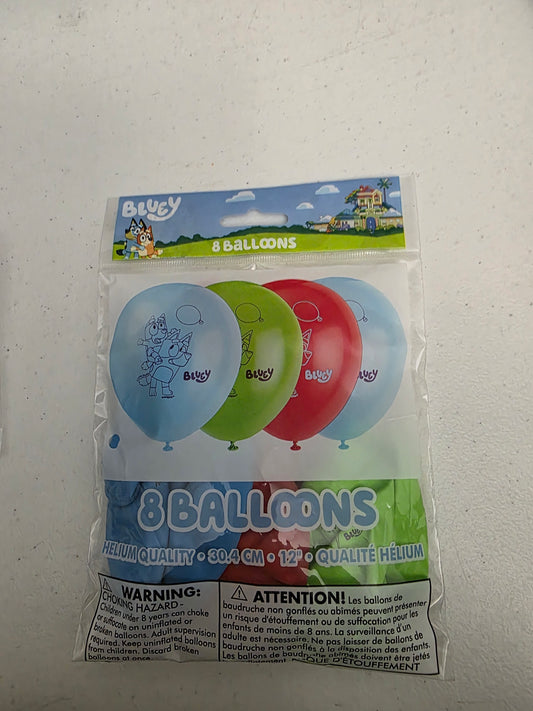 BLUEY
8 BALLOONS
BLUEY
BLUEY
BLUEY
BLUEY
8 BALLOONS
HELIUM QUALITY • 30.4 CM • 12" • QUALITÉ HÉLIUM
WARNING:
CHOKING HAZARD -
Children under 8 years can choke
or suffocate on uninflated or
broken balloons. Adult supervision
required. Keep uninflated balloons
from children. Discard broken
balloons at once.
ATTENTION! Les ballons de
baudruche non gonflés ou abimés peuvent présenter
un risque d'étouffement ou de suffocation pour les
enfants de moins de 8 ans. La surveillance d'un
adulte est nécessaire. Ne pas laisser de ballons de
baudruche non gonflés à la disposition des enfants.
Les ballons de baudruche abimés doivent être jetés
RISQUE D'ÉTOUFFEMENT